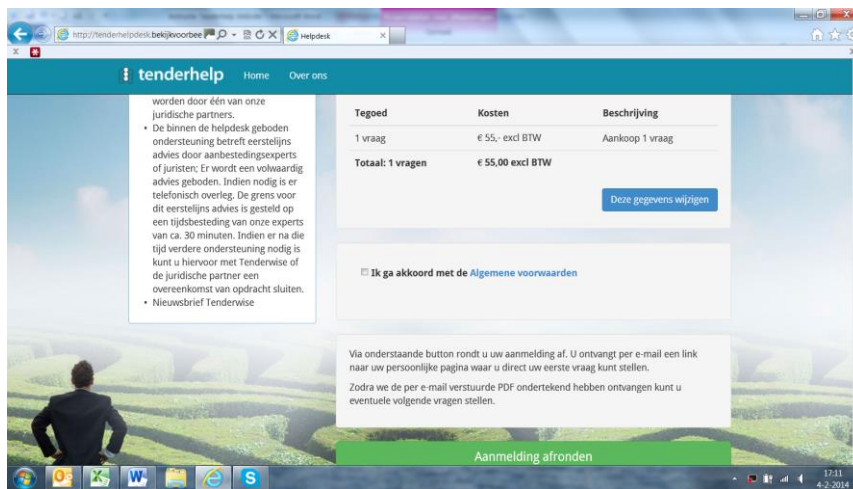 http://tenderhelpdesk.bekijkvoorbee
Helpdesk
tenderhelp Home Over ons
worden door één van onze
juridische partners.
• De binnen de helpdesk geboden
ondersteuning betreft eerstelijns
advies door aanbestedingsexperts
of juristen; Er wordt een volwaardig
advies geboden. Indien nodig is er
telefonisch overleg. De grens voor
dit eerstelijns advies is gesteld op
een tijdsbesteding van onze experts
van ca. 30 minuten. Indien er na die
tijd verdere ondersteuning nodig is
kunt u hiervoor met Tenderwise of
de juridische partner een
overeenkomst van opdracht sluiten.
• Nieuwsbrief Tenderwise
Tegoed Kosten Beschrijving
1 vraag € 55,- excl BTW Aankoop 1 vraag
Totaal: 1 vragen € 55,00 excl BTW
Deze gegevens wijzigen
Ik ga akkoord met de Algemene voorwaarden
Via onderstaande button rondt u uw aanmelding af. U ontvangt per e-mail een link
naar uw persoonlijke pagina waar u direct uw eerste vraag kunt stellen.
Zodra we de per e-mail verstuurde PDF ondertekend hebben ontvangen kunt u
eventuele volgende vragen stellen.
Aanmelding afronden
17:11
4-2-2014